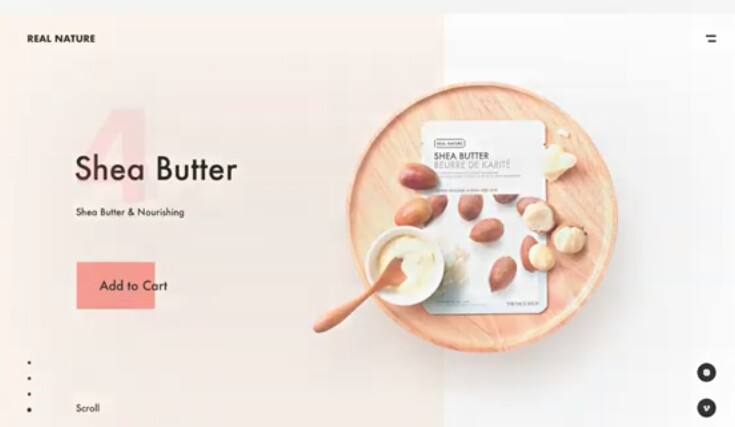 REAL NATURE
4
Shea Butter
Shea Butter & Nourishing
Add to Cart
Scroll
REAL NATURE
SHEA BUTTER
BEURRE DE KARITÉ
THE FACE SHOP